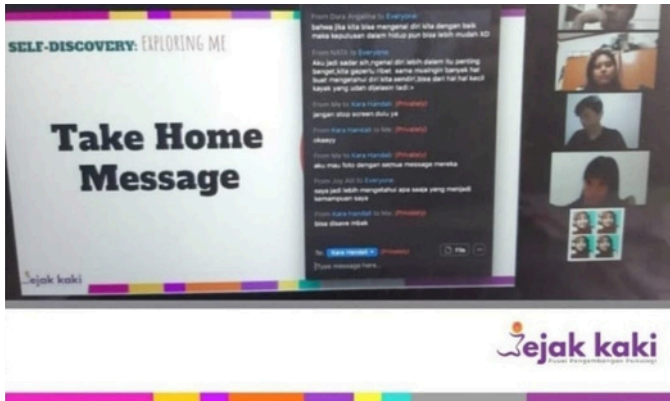 SELF-DISCOVERY: EXPLORING ME
Take Home
Message
Jejak kaki
From Dara Angalina to Everyone:
bahwa jika kita bisa mengenal diri kita dengan baik
maka keputusan dalam hidup pun bisa lebih mudah XD
From NATE to Everyone:
Aku jadi sadar sih,ngenal diri lebih dalam itu penting
banget,kita gaperlu ribet sama musingin banyak hal
buat mengetahui diri kita sendiri,bisa dari hal hal kecil
kayak yang udah dijelasin tadi:+
From Me to Kara Handali: (Privately)
jangan stop screen dulu ya
From Kara Handali to Me: (Privately)
okaayy
From Me to Kara Handali: (Privately)
aku mau foto dengan semua message mereka
From Joy AH to Everyone:
saya jadi lebih mengetahui apa saaja yang menjadi
kemampuan saya
From Kara Handali to Me: (Privately)
bisa disave mbak
To: Kara Handali (Privately)
File
Type message here...
Jejak kaki
Pusat Pengembangan Psikologi